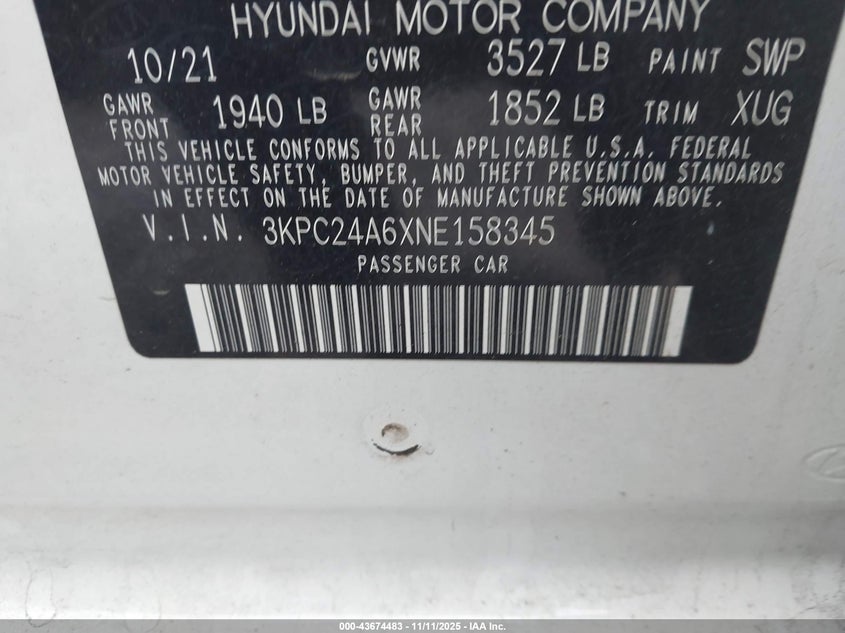 HYUNDAI MOTOR COMPANY
10/21 GVWR 3527 LB PAINT SWP
GAWR FRONT 1940 LB GAWR REAR 1852 LB TRIM XUG
THIS VEHICLE CONFORMS TO ALL APPLICABLE U.S.A. FEDERAL
MOTOR VEHICLE SAFETY, BUMPER, AND THEFT PREVENTION STANDARDS
IN EFFECT ON THE DATE OF MANUFACTURE SHOWN ABOVE.
V.I.N. 3KPC24A6XNE158345
PASSENGER CAR
000-43674483 - 11/11/2025 - IAA Inc.